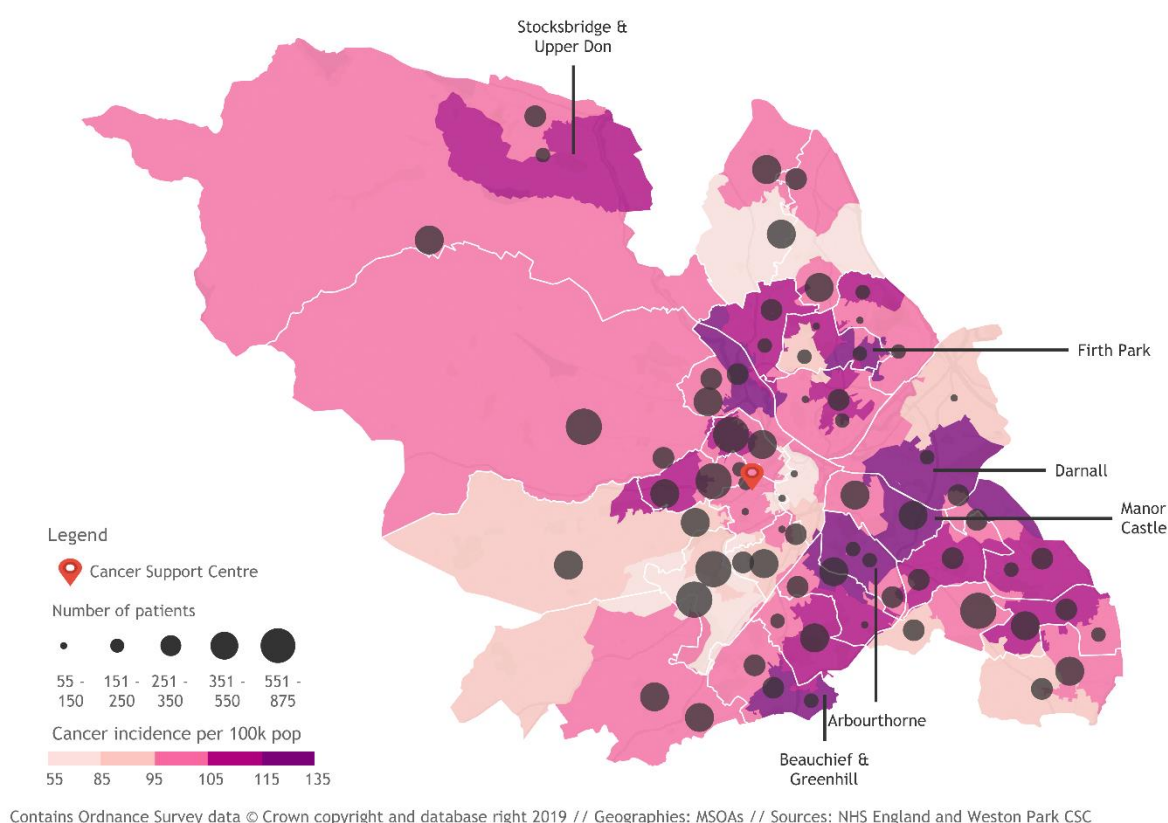 Stocksbridge &
Upper Don
Firth Park
Darnall
Manor
Castle
Arbourthorne
Beauchief &
Greenhill
Legend
Cancer Support Centre
Number of patients
55 - 151 - 251 - 351 - 551 -
150 250 350 550 875
Cancer incidence per 100k pop
55 85 95 105 115 135
Contains Ordnance Survey data © Crown copyright and database right 2019 // Geographies: MSOAs // Sources: NHS England and Weston Park CSC